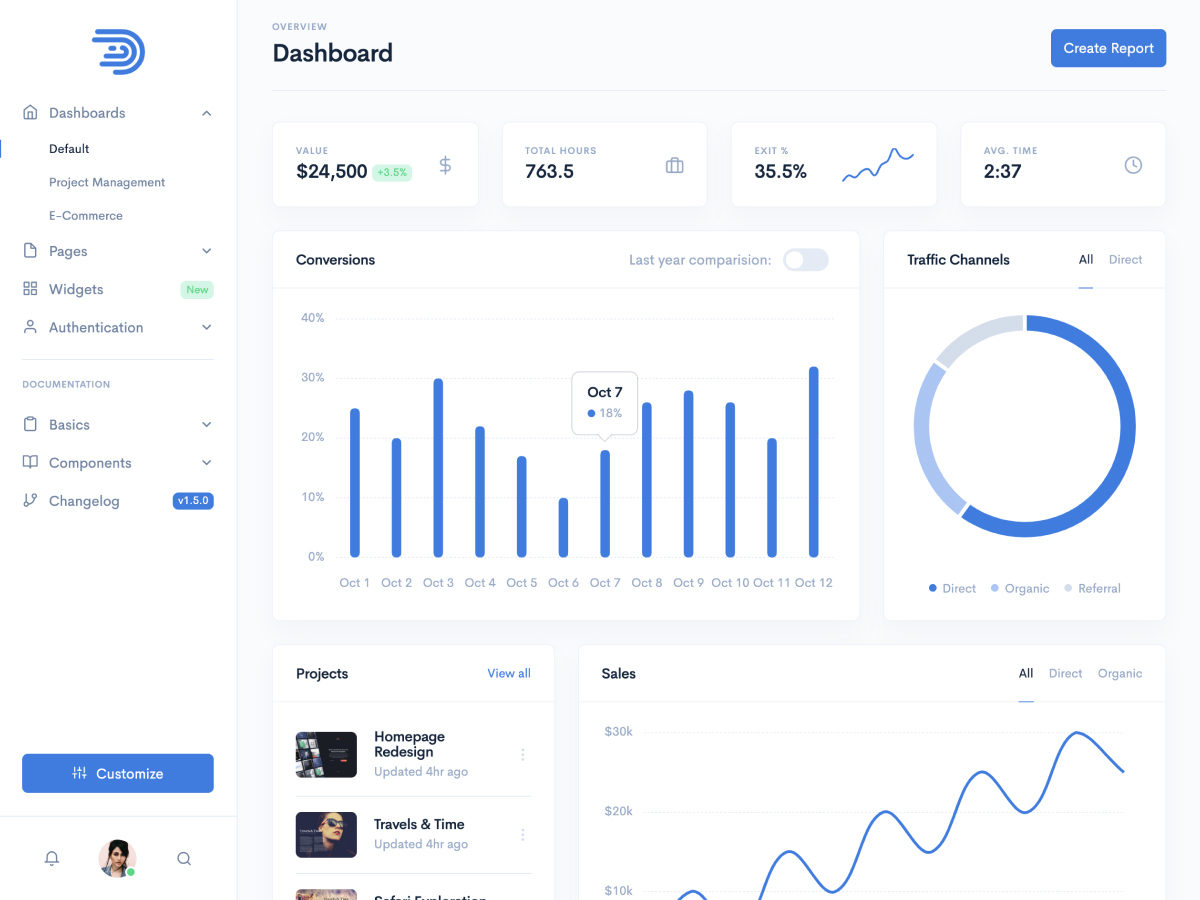 Dashboards
Default
Project Management
E-Commerce
Pages
Widgets
New
Authentication
DOCUMENTATION
Basics
Components
Changelog
v1.5.0
Customize
OVERVIEW
Dashboard
Create Report
VALUE
$24,500 +3.5%
TOTAL HOURS
763.5
EXIT %
35.5%
AVG. TIME
2:37
Conversions
Last year comparision:
40%
30%
20%
10%
0%
Oct 7
18%
Oct 1 Oct 2 Oct 3 Oct 4 Oct 5 Oct 6 Oct 7 Oct 8 Oct 9 Oct 10 Oct 11 Oct 12
Traffic Channels
All Direct
Direct Organic Referral
Projects
View all
Homepage
Redesign
Updated 4hr ago
Travels & Time
Updated 4hr ago
Safari Exploration
Sales
All Direct Organic
$30k
$20k
$10k